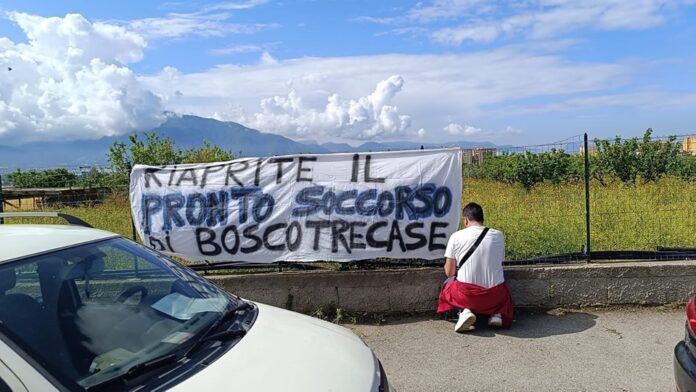 RIAPRITE IL
PRONTO SOCCORSO
Di BOSCOTRECASE